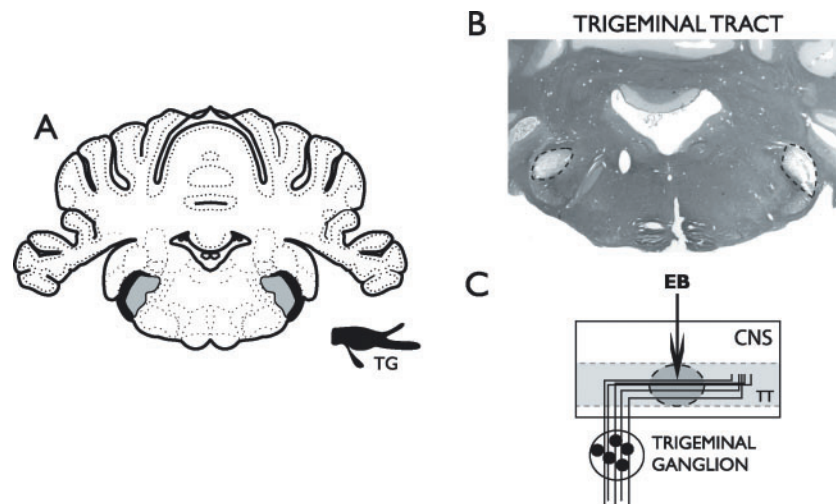 A
TG
B
TRIGEMINAL TRACT
C
EB
CNS
TT
TRIGEMINAL
GANGLION